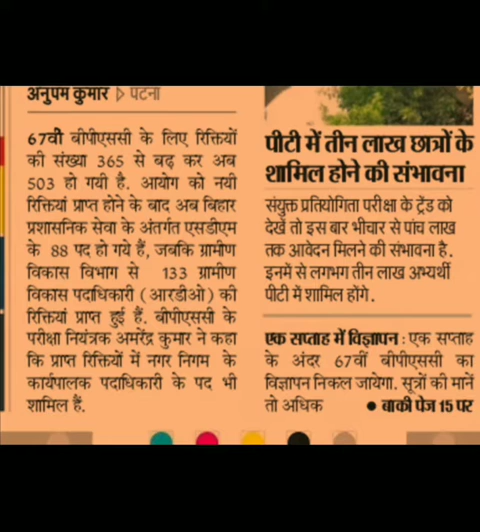 अनुपम कुमार ▷ पटना
67वीं बीपीएससी के लिए रिक्तियों
की संख्या 365 से बढ़ कर अब
503 हो गयी है. आयोग को नयी
रिक्तियां प्राप्त होने के बाद अब बिहार
प्रशासनिक सेवा के अंतर्गत एसडीएम
के 88 पद हो गये हैं, जबकि ग्रामीण
विकास विभाग से 133 ग्रामीण
विकास पदाधिकारी (आरडीओ) की
रिक्तियां प्राप्त हुई हैं. बीपीएससी के
परीक्षा नियंत्रक अमरेंद्र कुमार ने कहा
कि प्राप्त रिक्तियों में नगर निगम के
कार्यपालक पदाधिकारी के पद भी
शामिल हैं.
पीटी में तीन लाख छात्रों के
शामिल होने की संभावना
संयुक्त प्रतियोगिता परीक्षा के ट्रेंड को
देखें तो इस बार भी चार से पांच लाख
तक आवेदन मिलने की संभावना है.
इनमें से लगभग तीन लाख अभ्यर्थी
पीटी में शामिल होंगे.
एक सप्ताह में विज्ञापन : एक सप्ताह
के अंदर 67वीं बीपीएससी का
विज्ञापन निकल जायेगा. सूत्रों की मानें
तो अधिक ● बाकी पेज 15 पर